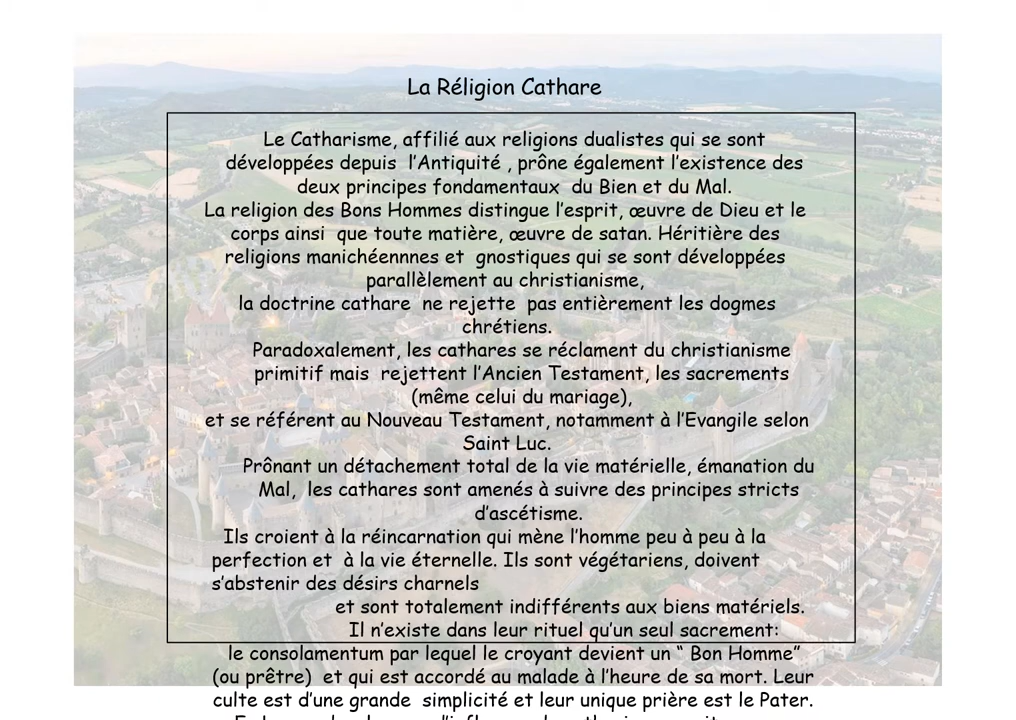 La Réligion Cathare
Le Catharisme, affilié aux religions dualistes qui se sont
développées depuis l’Antiquité , prône également l’existence des
deux principes fondamentaux du Bien et du Mal.
La religion des Bons Hommes distingue l’esprit, œuvre de Dieu et le
corps ainsi que toute matière, œuvre de satan. Héritière des
religions manichéennnes et gnostiques qui se sont développées
parallèlement au christianisme,
la doctrine cathare ne rejette pas entièrement les dogmes
chrétiens.
Paradoxalement, les cathares se réclament du christianisme
primitif mais rejettent l’Ancien Testament, les sacrements
(même celui du mariage),
et se référent au Nouveau Testament, notamment à l’Evangile selon
Saint Luc.
Prônant un détachement total de la vie matérielle, émanation du
Mal, les cathares sont amenés à suivre des principes stricts
d’ascétisme.
Ils croient à la réincarnation qui mène l’homme peu à peu à la
perfection et à la vie éternelle. Ils sont végétariens, doivent
s’abstenir des désirs charnels
et sont totalement indifférents aux biens matériels.
Il n’existe dans leur rituel qu’un seul sacrement:
le consolamentum par lequel le croyant devient un “ Bon Homme”
(ou prêtre) et qui est accordé au malade à l’heure de sa mort. Leur
culte est d’une grande simplicité et leur unique prière est le Pater.